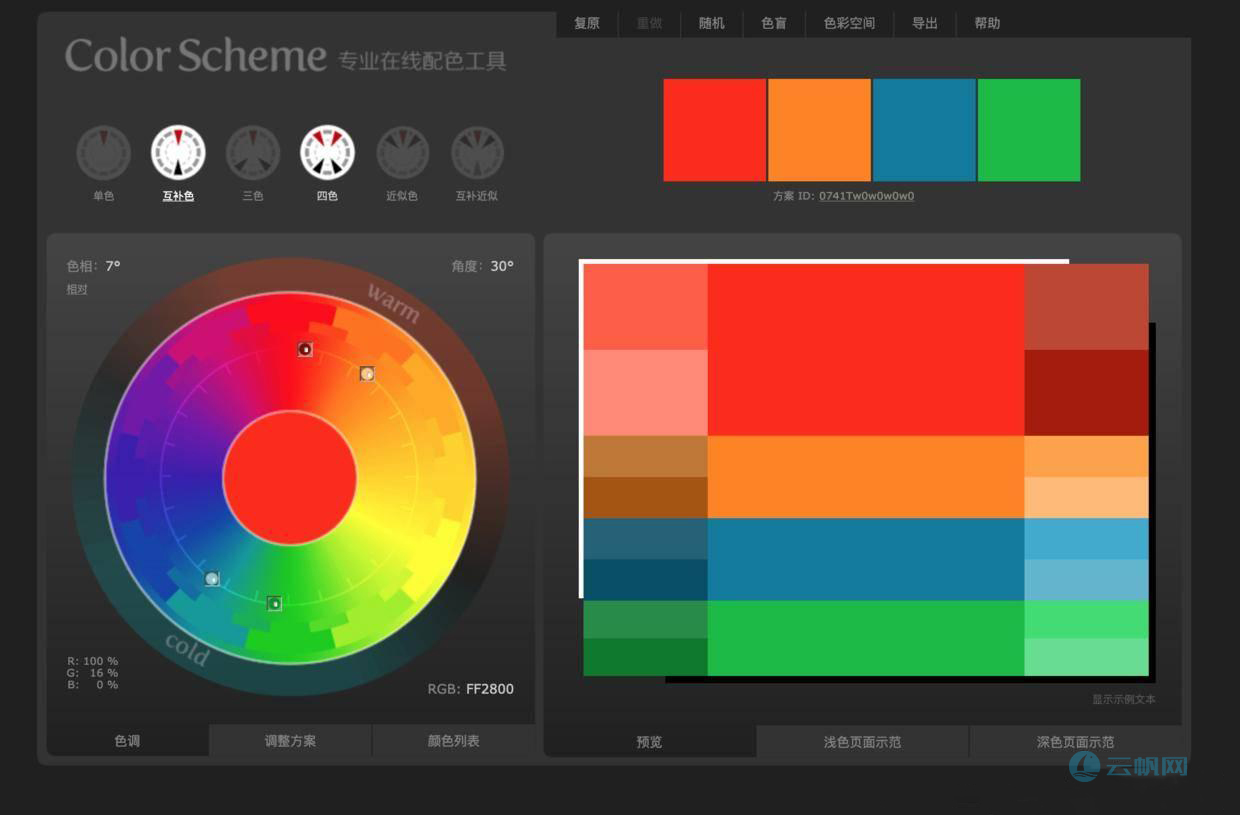 复原 重做 随机 色盲 色彩空间 导出 帮助
Color Scheme 专业在线配色工具
单色 互补色 三色 四色 近似色 互补近似
方案 ID: 0741Tw0w0w0w0
色相: 7°
角度: 30°
相对
warm
cold
R: 100 %
G: 16 %
B: 0 %
RGB: FF2800
显示示例文本
色调 调整方案 颜色列表
预览 浅色页面示范 深色页面示范
云帆网